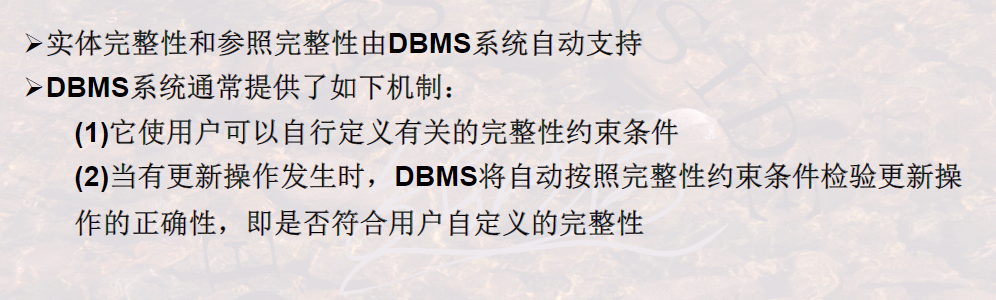 ➢实体完整性和参照完整性由DBMS系统自动支持
➢DBMS系统通常提供了如下机制：
(1)它使用户可以自行定义有关的完整性约束条件
(2)当有更新操作发生时，DBMS将自动按照完整性约束条件检验更新操
作的正确性，即是否符合用户自定义的完整性